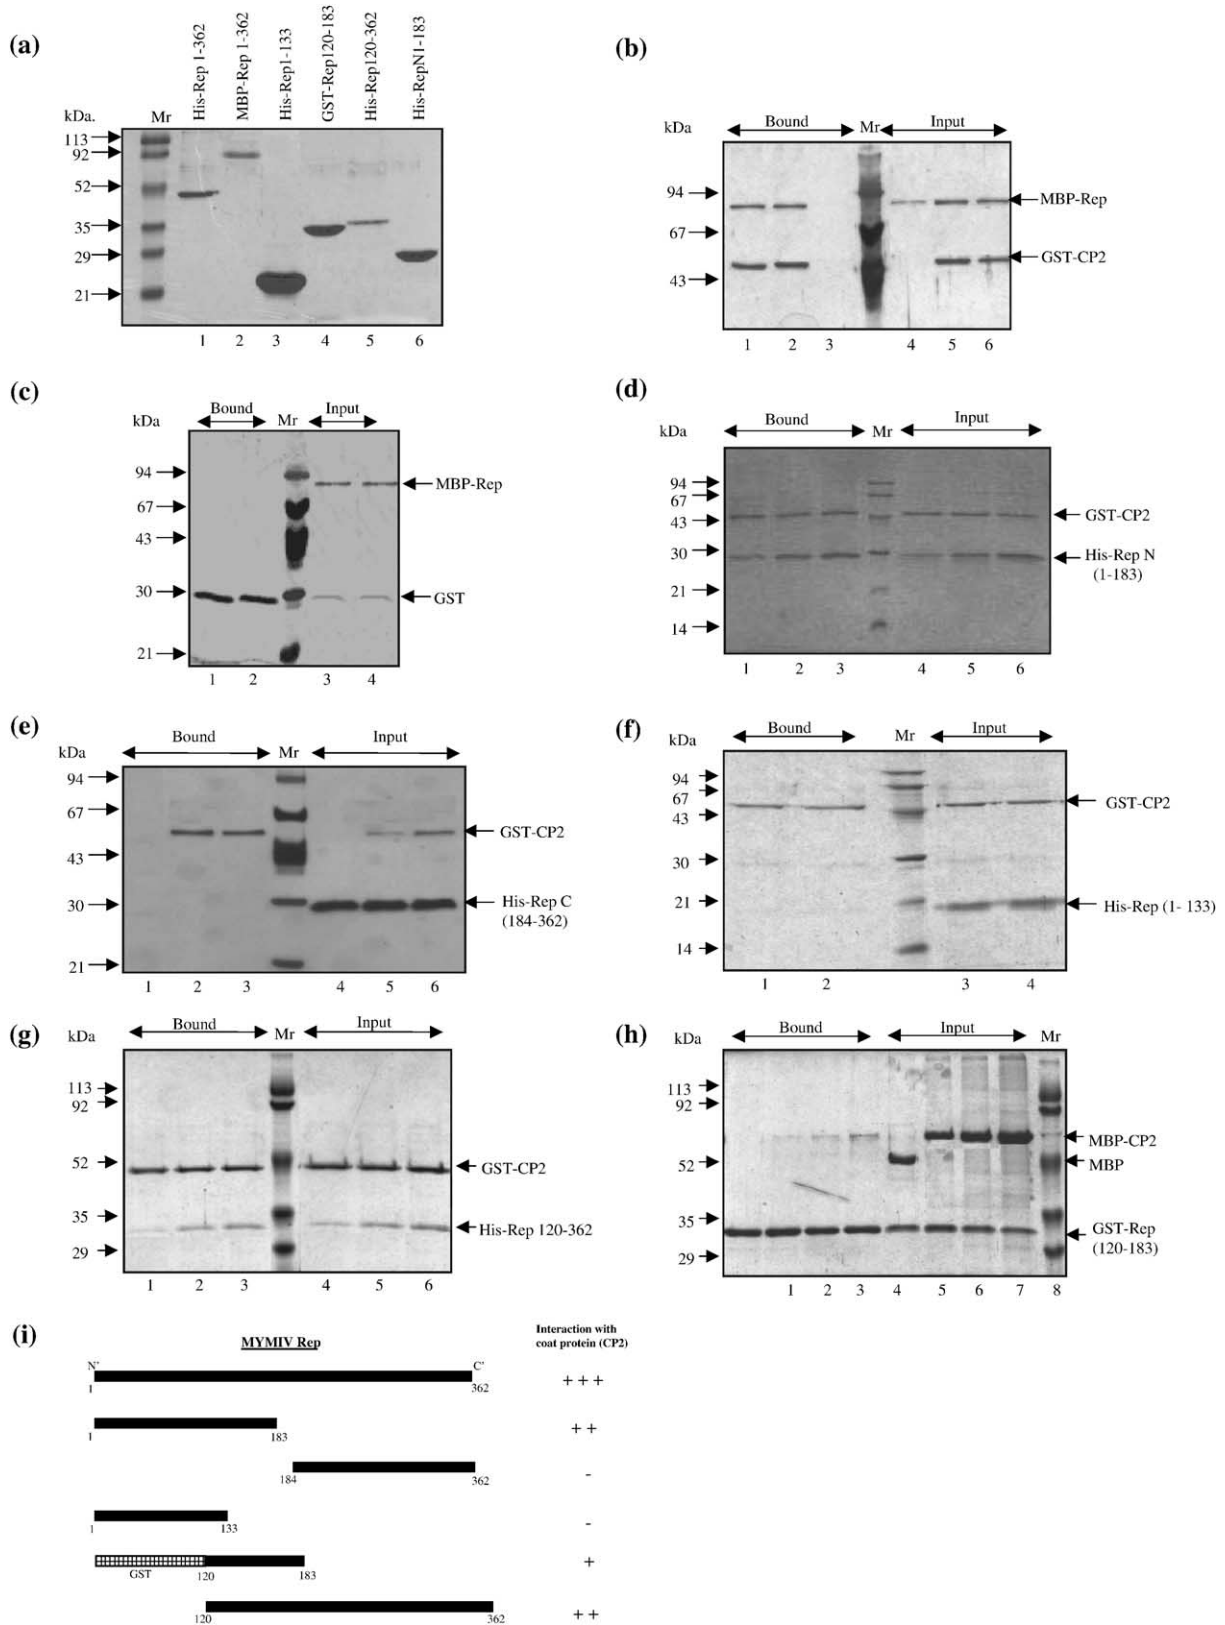 (a)
His-Rep 1-362
MBP-Rep 1-362
His-Rep1-133
GST-Rep120-183
His-Rep120-362
His-RepN1-183
kDa.
Mr
113
92
52
35
29
21
1 2 3 4 5 6
(b)
kDa
Bound Mr Input
94
67
43
MBP-Rep
GST-CP2
1 2 3 4 5 6
(c)
kDa
Bound Mr Input
94
67
43
30
21
MBP-Rep
GST
1 2 3 4
(d)
kDa
Bound Mr Input
94
67
43
30
21
14
GST-CP2
His-Rep N
(1-183)
1 2 3 4 5 6
(e)
kDa
Bound Mr Input
94
67
43
30
21
GST-CP2
His-Rep C
(184-362)
1 2 3 4 5 6
(f)
kDa
Bound Mr Input
94
67
43
30
21
14
GST-CP2
His-Rep (1- 133)
1 2 3 4
(g)
kDa
Bound Mr Input
113
92
52
35
29
GST-CP2
His-Rep 120-362
1 2 3 4 5 6
(h)
kDa
Bound Input Mr
113
92
52
35
29
MBP-CP2
MBP
GST-Rep
(120-183)
1 2 3 4 5 6 7 8
(i)
MYMIV Rep
Interaction with
coat protein (CP2)
N' C'
1 362
+ + +
1 183
+ +
184 362
-
1 133
-
GST 120 183
+
120 362
+ +